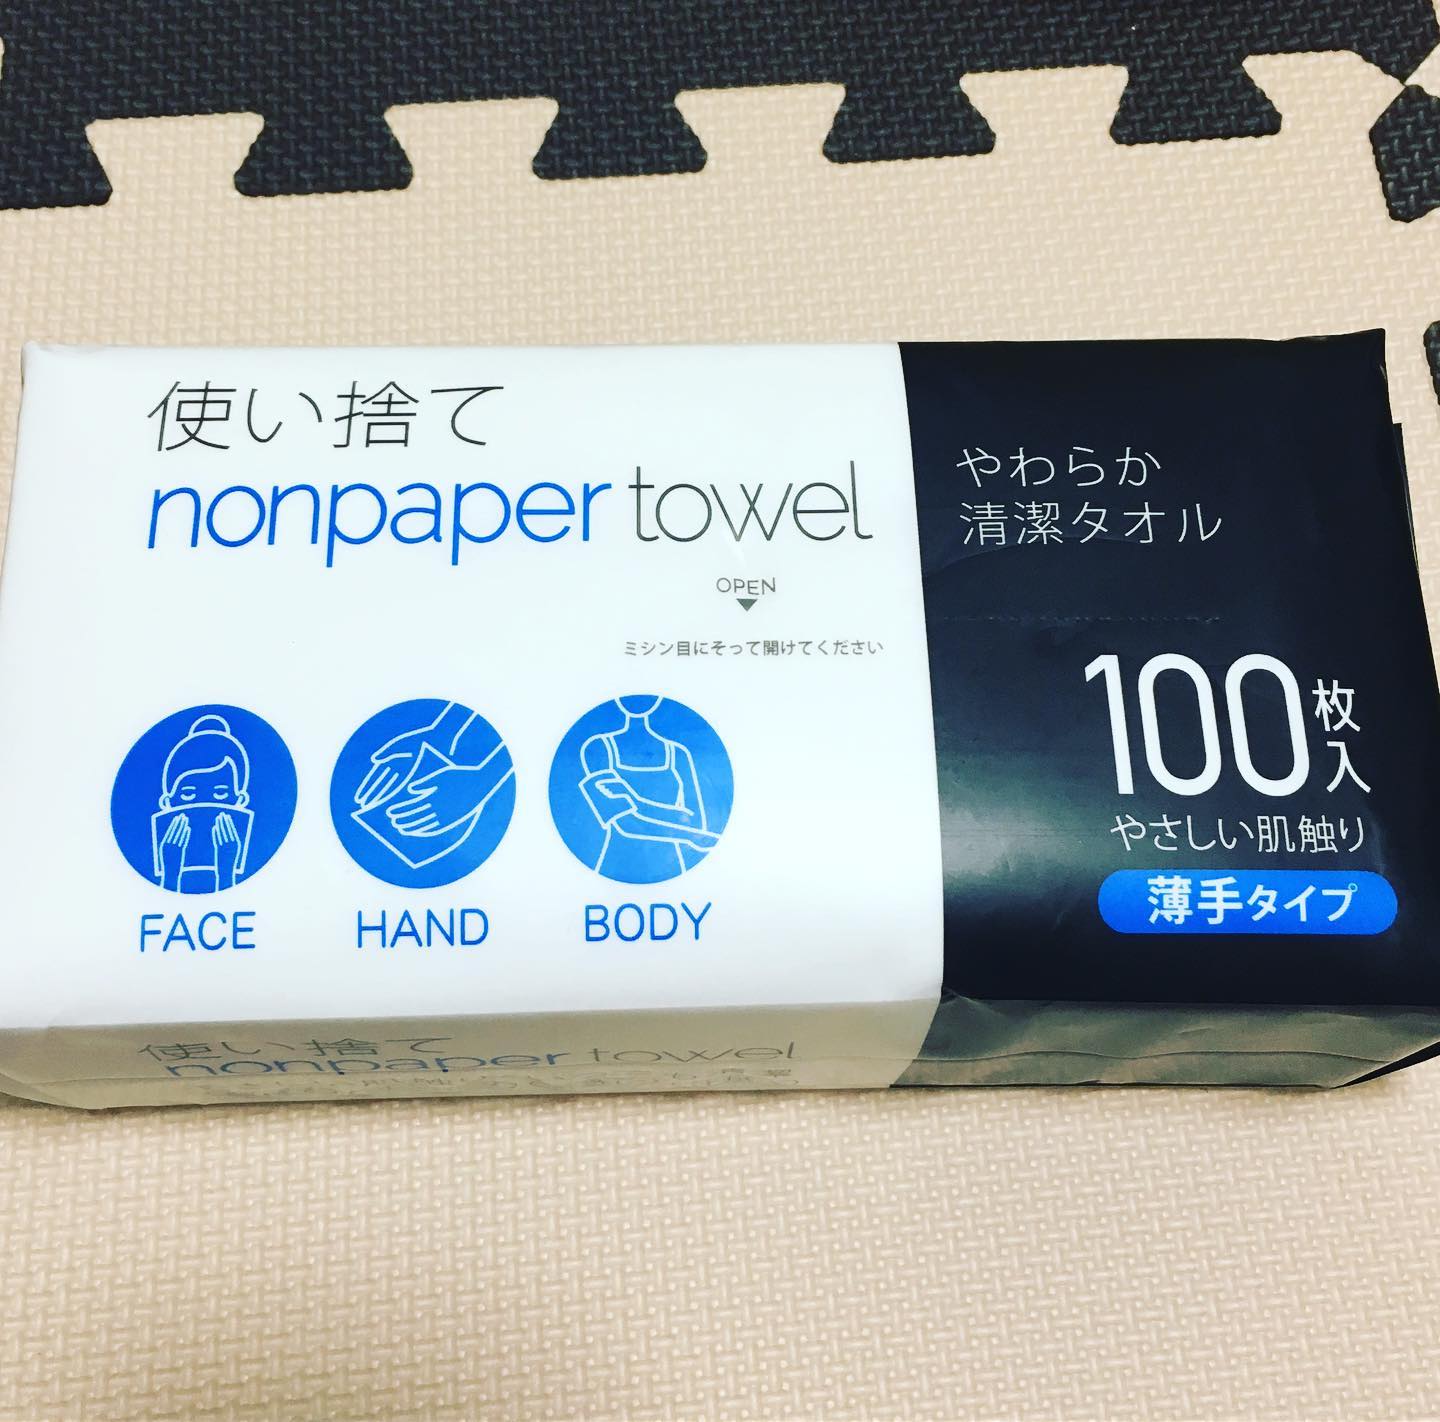 使い捨て
nonpaper towel
OPEN
ミシン目にそって開けてください
FACE
HAND
BODY
やわらか
清潔タオル
100枚入
やさしい肌触り
薄手タイプ
使い捨て
nonpaper towel